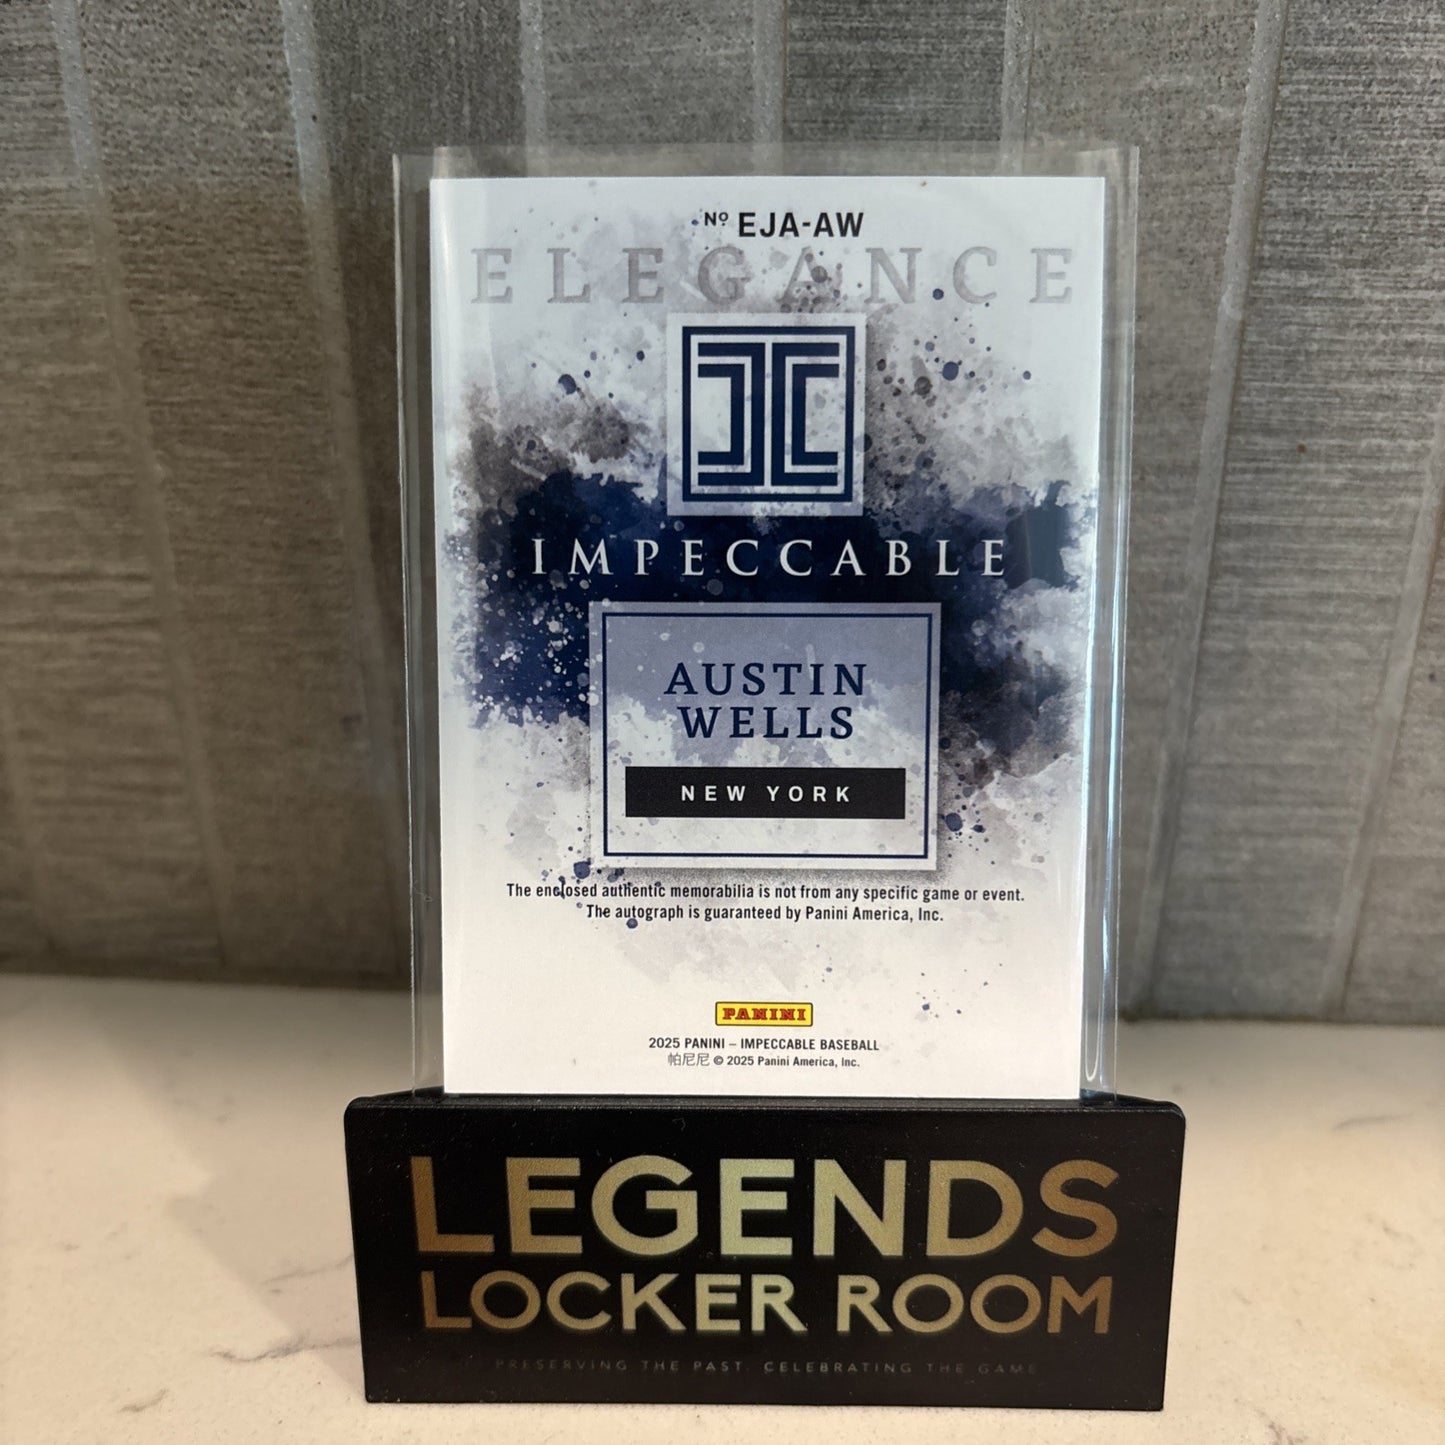 Nº EJA-AW
ELEGANCE
IMPECCABLE
AUSTIN
WELLS
NEW YORK
The enclosed authentic memorabilia is not from any specific game or event.
The autograph is guaranteed by Panini America, Inc.
PANINI
2025 PANINI – IMPECCABLE BASEBALL
帕尼尼 © 2025 Panini America, Inc.
LEGENDS
LOCKER ROOM
PRESERVING THE PAST. CELEBRATING THE GAME